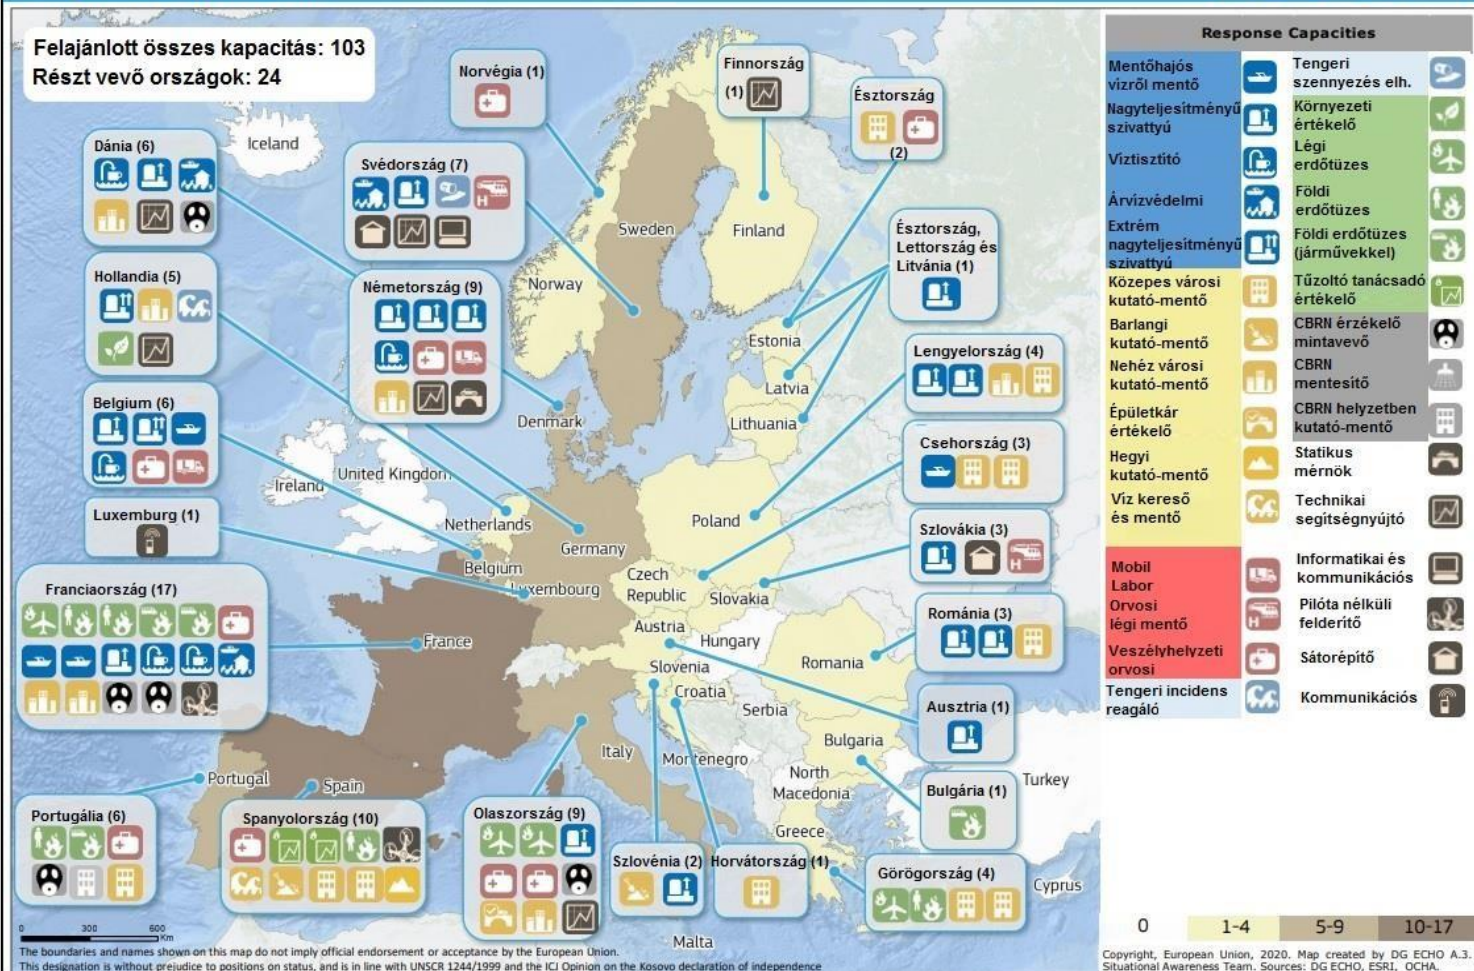 Felajánlott összes kapacitás: 103
Részt vevő országok: 24
Norvégia (1)
Finnország
(1)
Észtország
(2)
Iceland
Dánia (6)
Svédország (7)
H
Sweden
Finland
Norway
Észtország,
Lettország és
Litvánia (1)
Hollandia (5)
Németország (9)
Estonia
Latvia
Lithuania
Lengyelország (4)
Belgium (6)
Denmark
Csehország (3)
United Kingdom
Ireland
Luxemburg (1)
Netherlands
Poland
Germany
Szlovákia (3)
H
Belgium
Luxembourg
Czech
Republic
Slovakia
Franciaország (17)
Austria
Hungary
Románia (3)
France
Slovenia
Romania
Croatia
Serbia
Ausztria (1)
Italy
Montenegro
Bulgaria
North
Macedonia
Turkey
Portugal
Spain
Bulgária (1)
Portugália (6)
Spanyolország (10)
Olaszország (9)
Greece
Szlovénia (2)
Horvátország (1)
Görögország (4)
Cyprus
Malta
0 300 600
Km
The boundaries and names shown on this map do not imply official endorsement or acceptance by the European Union.
This designation is without prejudice to positions on status, and is in line with UNSCR 1244/1999 and the ICJ Opinion on the Kosovo declaration of independence
Response Capacities
Mentőhajós
vízről mentő
Nagyteljesítményű
szivattyú
Víztisztító
Árvízvédelmi
Extrém
nagyteljesítményű
szivattyú
Közepes városi
kutató-mentő
Barlangi
kutató-mentő
Nehéz városi
kutató-mentő
Épületkár
értékelő
Hegyi
kutató-mentő
Víz kereső
és mentő
Mobil
Labor
Orvosi
légi mentő
H
Veszélyhelyzeti
orvosi
Tengeri incidens
reagáló
Tengeri
szennyezés elh.
Környezeti
értékelő
Légi
erdőtüzes
Földi
erdőtüzes
Földi erdőtüzes
(járművekkel)
Tűzoltó tanácsadó
értékelő
CBRN érzékelő
mintavevő
CBRN
mentesítő
CBRN helyzetben
kutató-mentő
Statikus
mérnök
Technikai
segítségnyújtó
Informatikai és
kommunikációs
Pilóta nélküli
felderítő
Sátorépítő
Kommunikációs
0 1-4 5-9 10-17
Copyright, European Union, 2020. Map created by DG ECHO A.3.
Situational Awareness Team. Sources: DG ECHO, ESRI, OCHA.